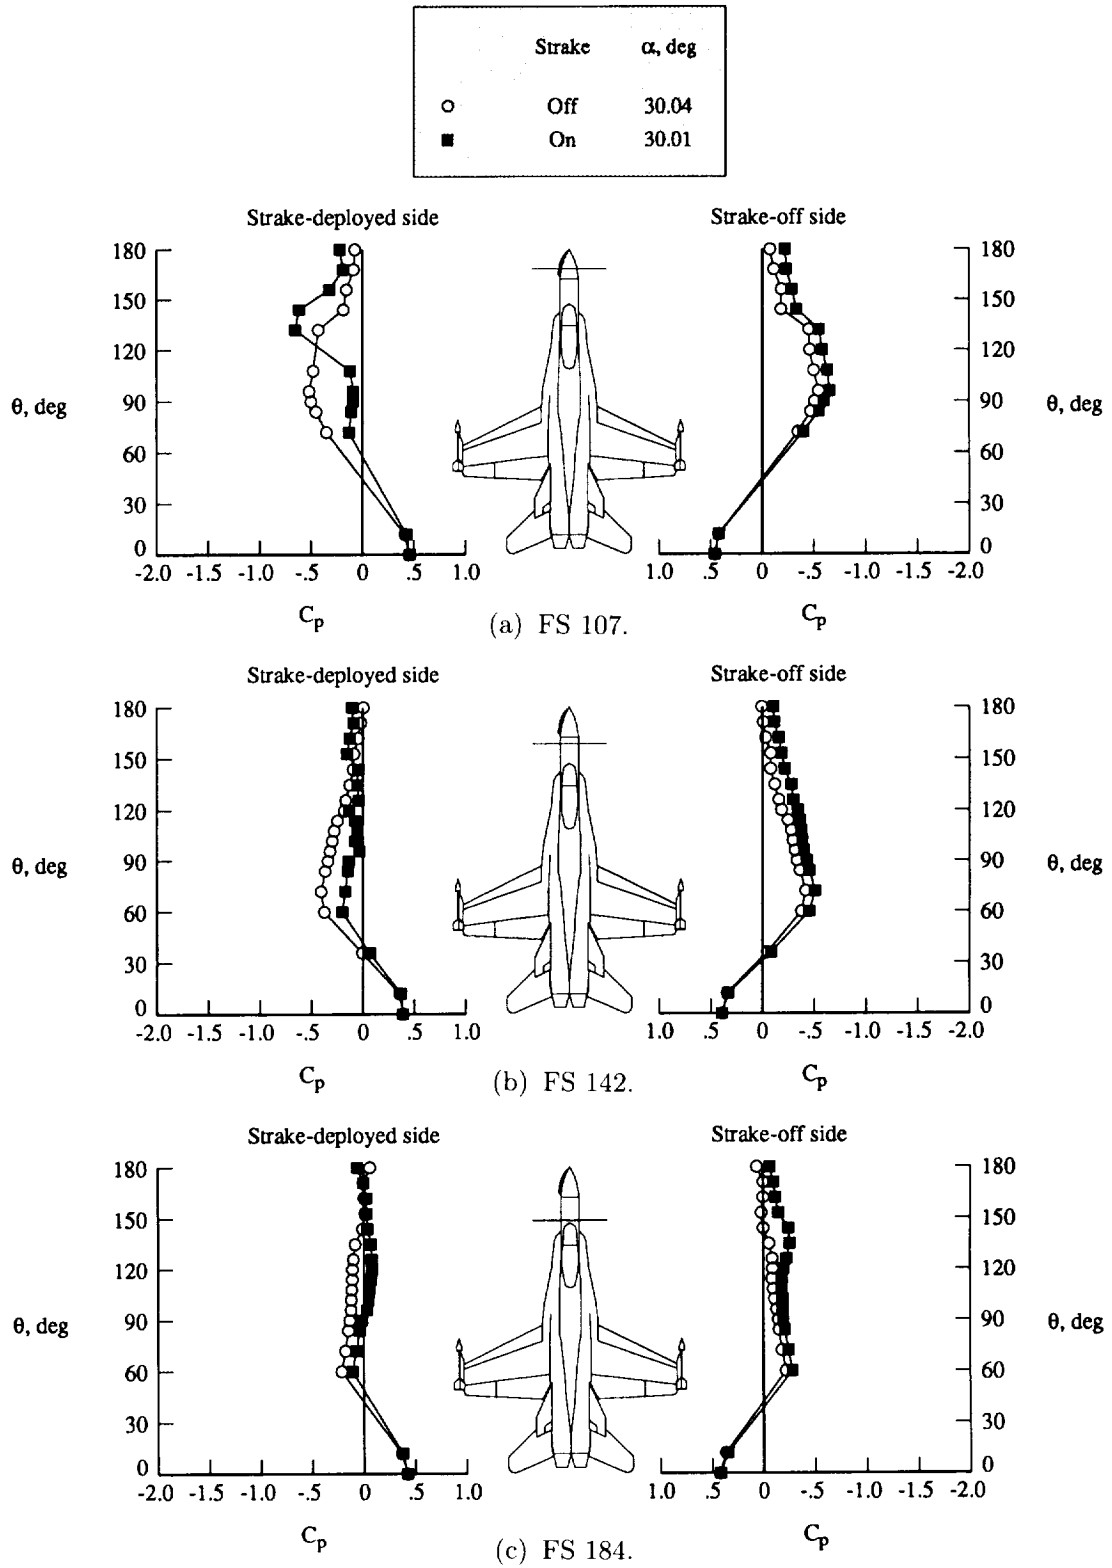 Strake α, deg
Off 30.04
On 30.01
Strake-deployed side
Strake-off side
180
150
120
90
60
30
0
θ, deg
-2.0 -1.5 -1.0 -.5 0 .5 1.0
Cp
180
150
120
90
60
30
0
θ, deg
1.0 .5 0 -.5 -1.0 -1.5 -2.0
Cp
(a) FS 107.
Strake-deployed side
Strake-off side
180
150
120
90
60
30
0
θ, deg
-2.0 -1.5 -1.0 -.5 0 .5 1.0
Cp
180
150
120
90
60
30
0
θ, deg
1.0 .5 0 -.5 -1.0 -1.5 -2.0
Cp
(b) FS 142.
Strake-deployed side
Strake-off side
180
150
120
90
60
30
0
θ, deg
-2.0 -1.5 -1.0 -.5 0 .5 1.0
Cp
180
150
120
90
60
30
0
θ, deg
1.0 .5 0 -.5 -1.0 -1.5 -2.0
Cp
(c) FS 184.